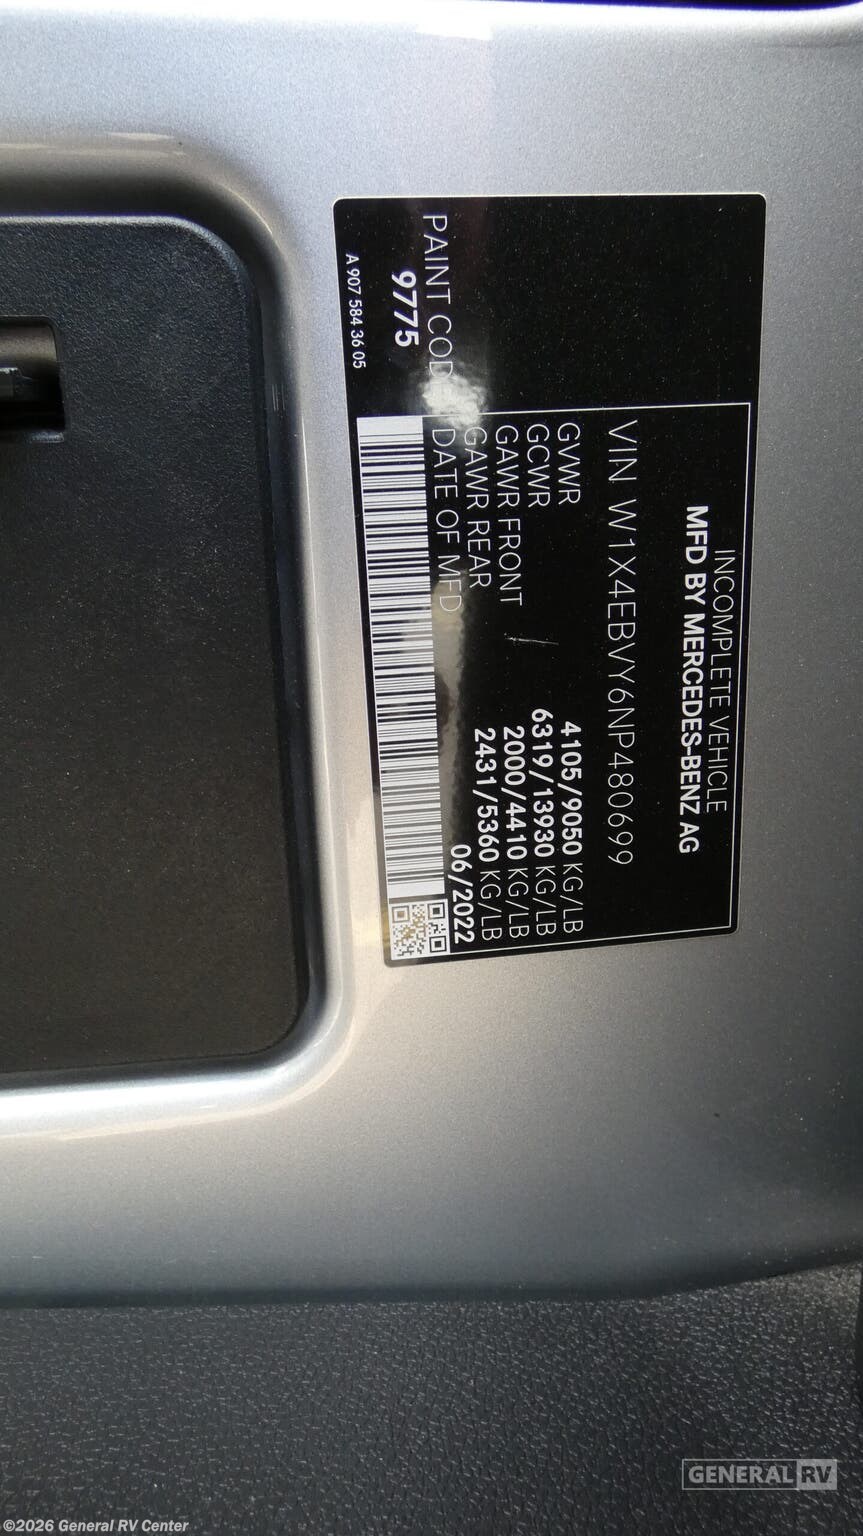 INCOMPLETE VEHICLE
MFD BY MERCEDES-BENZ AG
VIN W1X4EBVY6NP480699
GVWR 4105/9050 KG/LB
GCWR 6319/13930 KG/LB
GAWR FRONT 2000/4410 KG/LB
GAWR REAR 2431/5360 KG/LB
DATE OF MFD 06/2022
PAINT CODE
9775
A 907 584 36 05
GENERAL RV
©2026 General RV Center